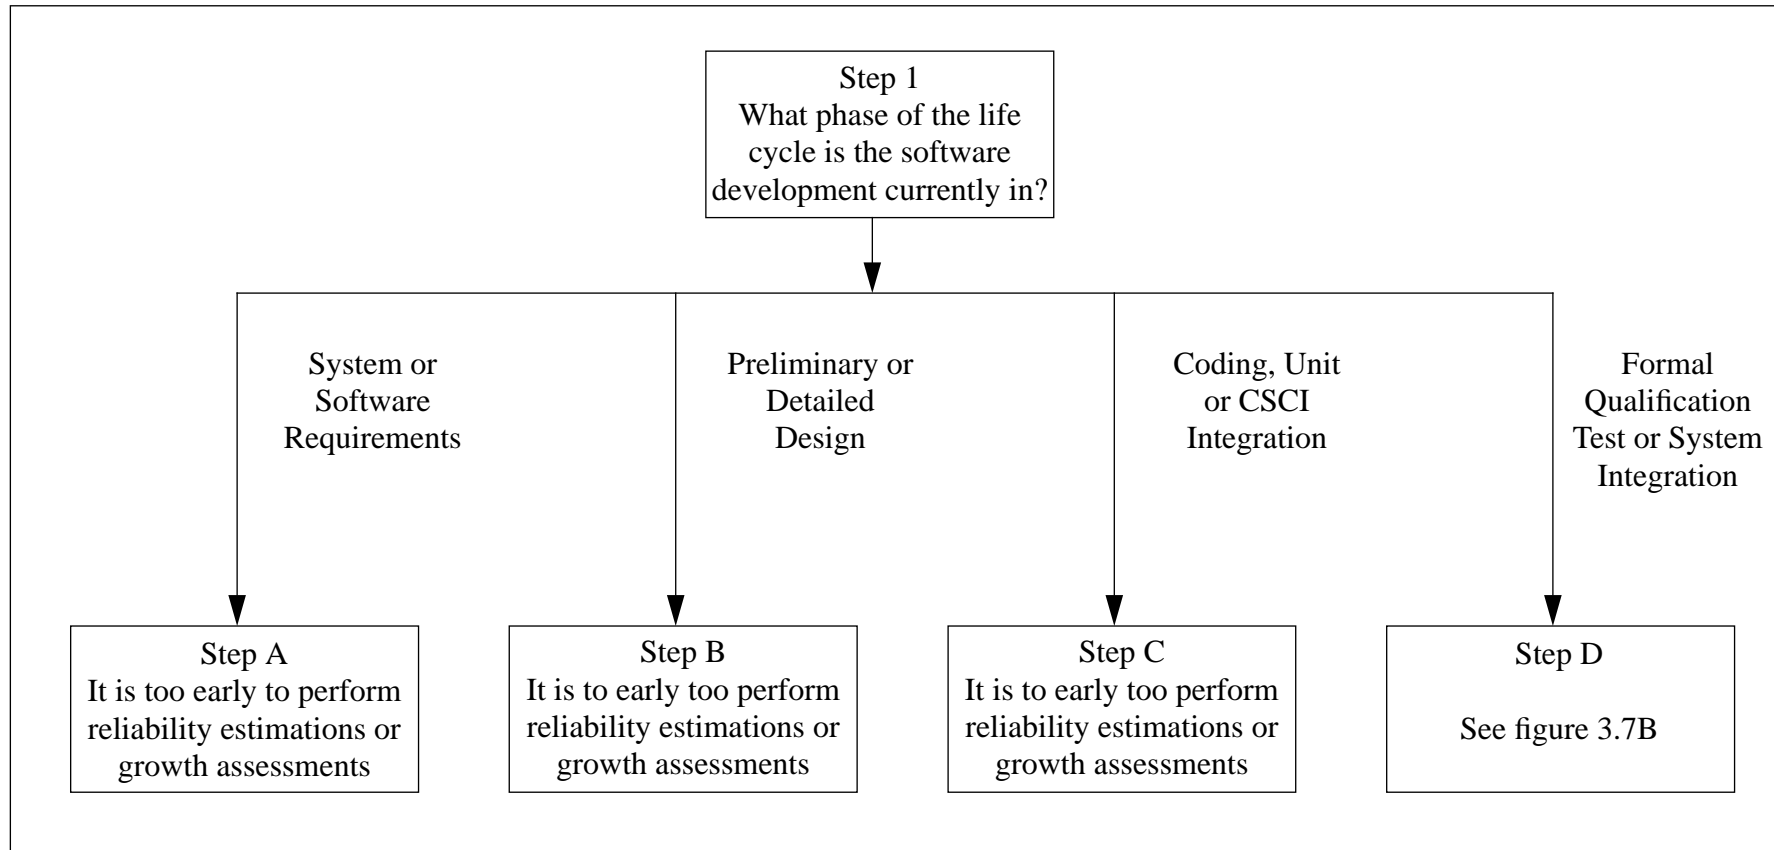 Step 1
What phase of the life
cycle is the software
development currently in?
System or
Software
Requirements
Preliminary or
Detailed
Design
Coding, Unit
or CSCI
Integration
Formal
Qualification
Test or System
Integration
Step A
It is too early to perform
reliability estimations or
growth assessments
Step B
It is to early too perform
reliability estimations or
growth assessments
Step C
It is to early too perform
reliability estimations or
growth assessments
Step D
See figure 3.7B